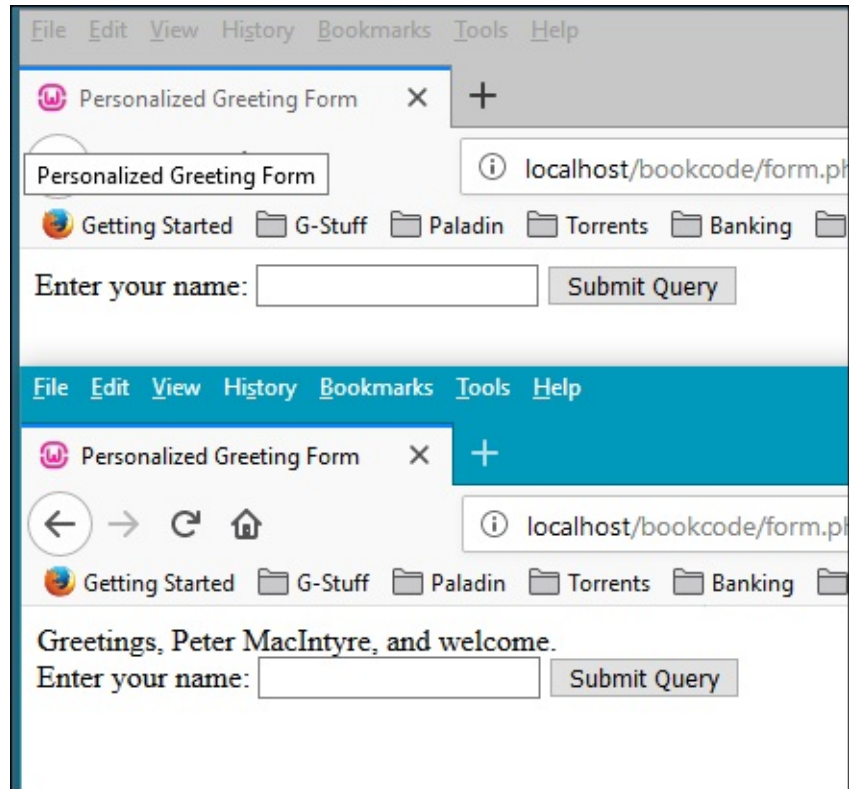 File Edit View History Bookmarks Tools Help
Personalized Greeting Form
Personalized Greeting Form
localhost/bookcode/form.ph
Getting Started G-Stuff Paladin Torrents Banking
Enter your name: Submit Query
File Edit View History Bookmarks Tools Help
Personalized Greeting Form
localhost/bookcode/form.ph
Getting Started G-Stuff Paladin Torrents Banking
Greetings, Peter MacIntyre, and welcome.
Enter your name: Submit Query